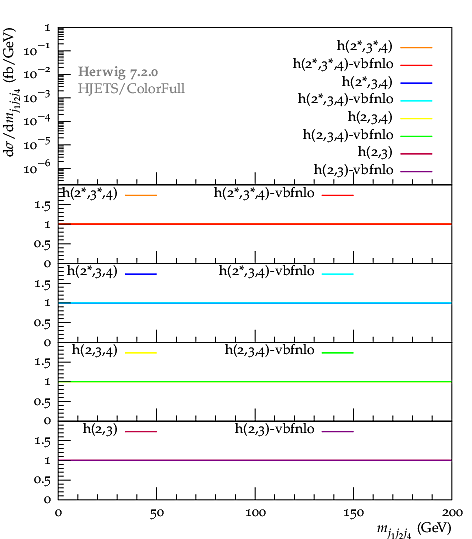 1
10⁻¹
10⁻²
10⁻³
10⁻⁴
10⁻⁵
10⁻⁶
dσ/dm_{j₁j₂j₄} (fb/GeV)
Herwig 7.2.0
HJETS/ColorFull
h(2*,3*,4)
h(2*,3*,4)-vbfnlo
h(2*,3,4)
h(2*,3,4)-vbfnlo
h(2,3,4)
h(2,3,4)-vbfnlo
h(2,3)
h(2,3)-vbfnlo
h(2*,3*,4) h(2*,3*,4)-vbfnlo
1.5
1
0.5
0
h(2*,3,4) h(2*,3,4)-vbfnlo
1.5
1
0.5
0
h(2,3,4) h(2,3,4)-vbfnlo
1.5
1
0.5
0
h(2,3) h(2,3)-vbfnlo
1.5
1
0.5
0
0 50 100 150 200
m_{j₁j₂j₄} (GeV)